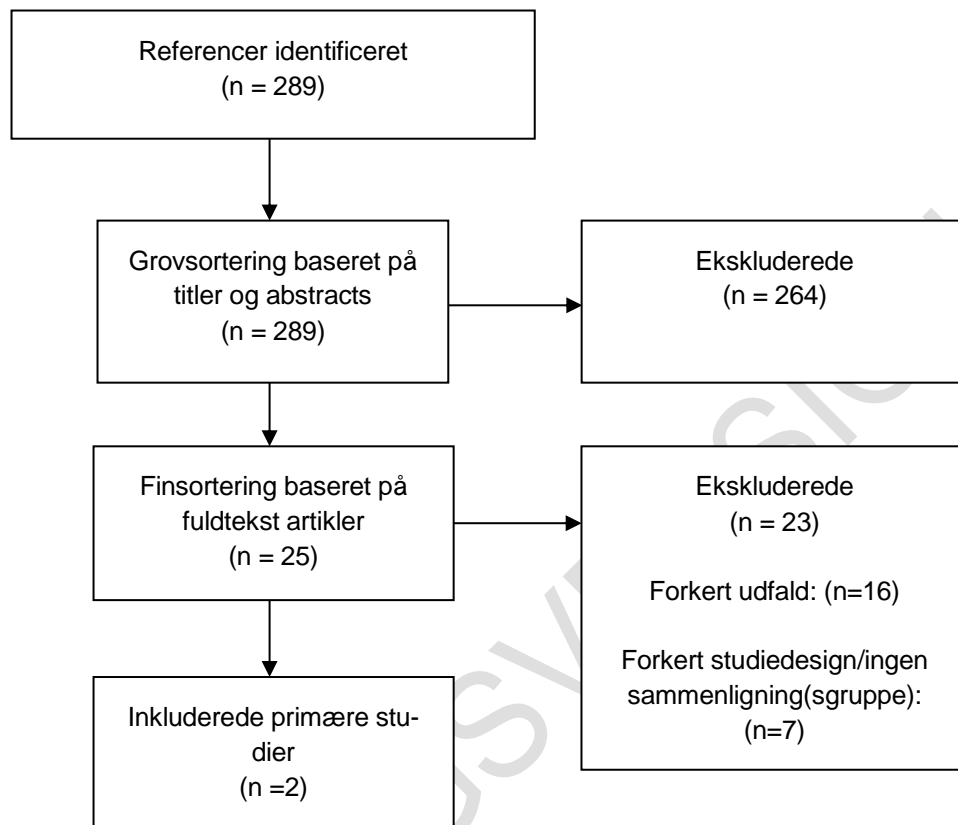 Referencer identificeret
(n = 289)
Grovsortering baseret på
titler og abstracts
(n = 289)
Ekskluderede
(n = 264)
Finsortering baseret på
fuldtekst artikler
(n = 25)
Ekskluderede
(n = 23)
Forkert udfald: (n=16)
Forkert studiedesign/ingen
sammenligning(sgruppe):
(n=7)
Inkluderede primære stu-
dier
(n =2)